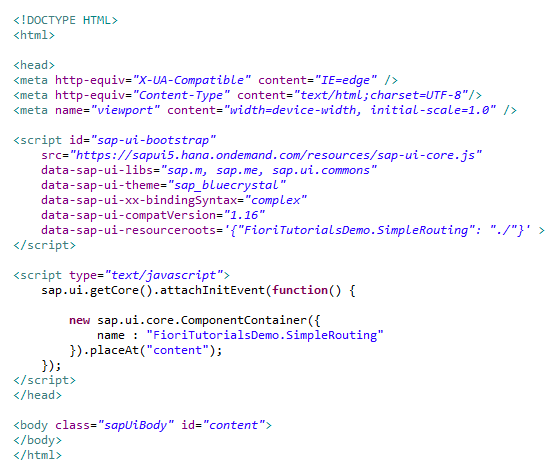 <!DOCTYPE HTML>
<html>
<head>
<meta http-equiv="X-UA-Compatible" content="IE=edge" />
<meta http-equiv="Content-Type" content="text/html;charset=UTF-8"/>
<meta name="viewport" content="width=device-width, initial-scale=1.0" />
<script id="sap-ui-bootstrap"
src="https://sapui5.hana.ondemand.com/resources/sap-ui-core.js"
data-sap-ui-libs="sap.m, sap.me, sap.ui.commons"
data-sap-ui-theme="sap_bluecrystal"
data-sap-ui-xx-bindingSyntax="complex"
data-sap-ui-compatVersion="1.16"
data-sap-ui-resourceroots='{"FioriTutorialsDemo.SimpleRouting": "./"}' >
</script>
<script type="text/javascript">
sap.ui.getCore().attachInitEvent(function() {
new sap.ui.core.ComponentContainer({
name : "FioriTutorialsDemo.SimpleRouting"
}).placeAt("content");
});
</script>
</head>
<body class="sapUiBody" id="content">
</body>
</html>